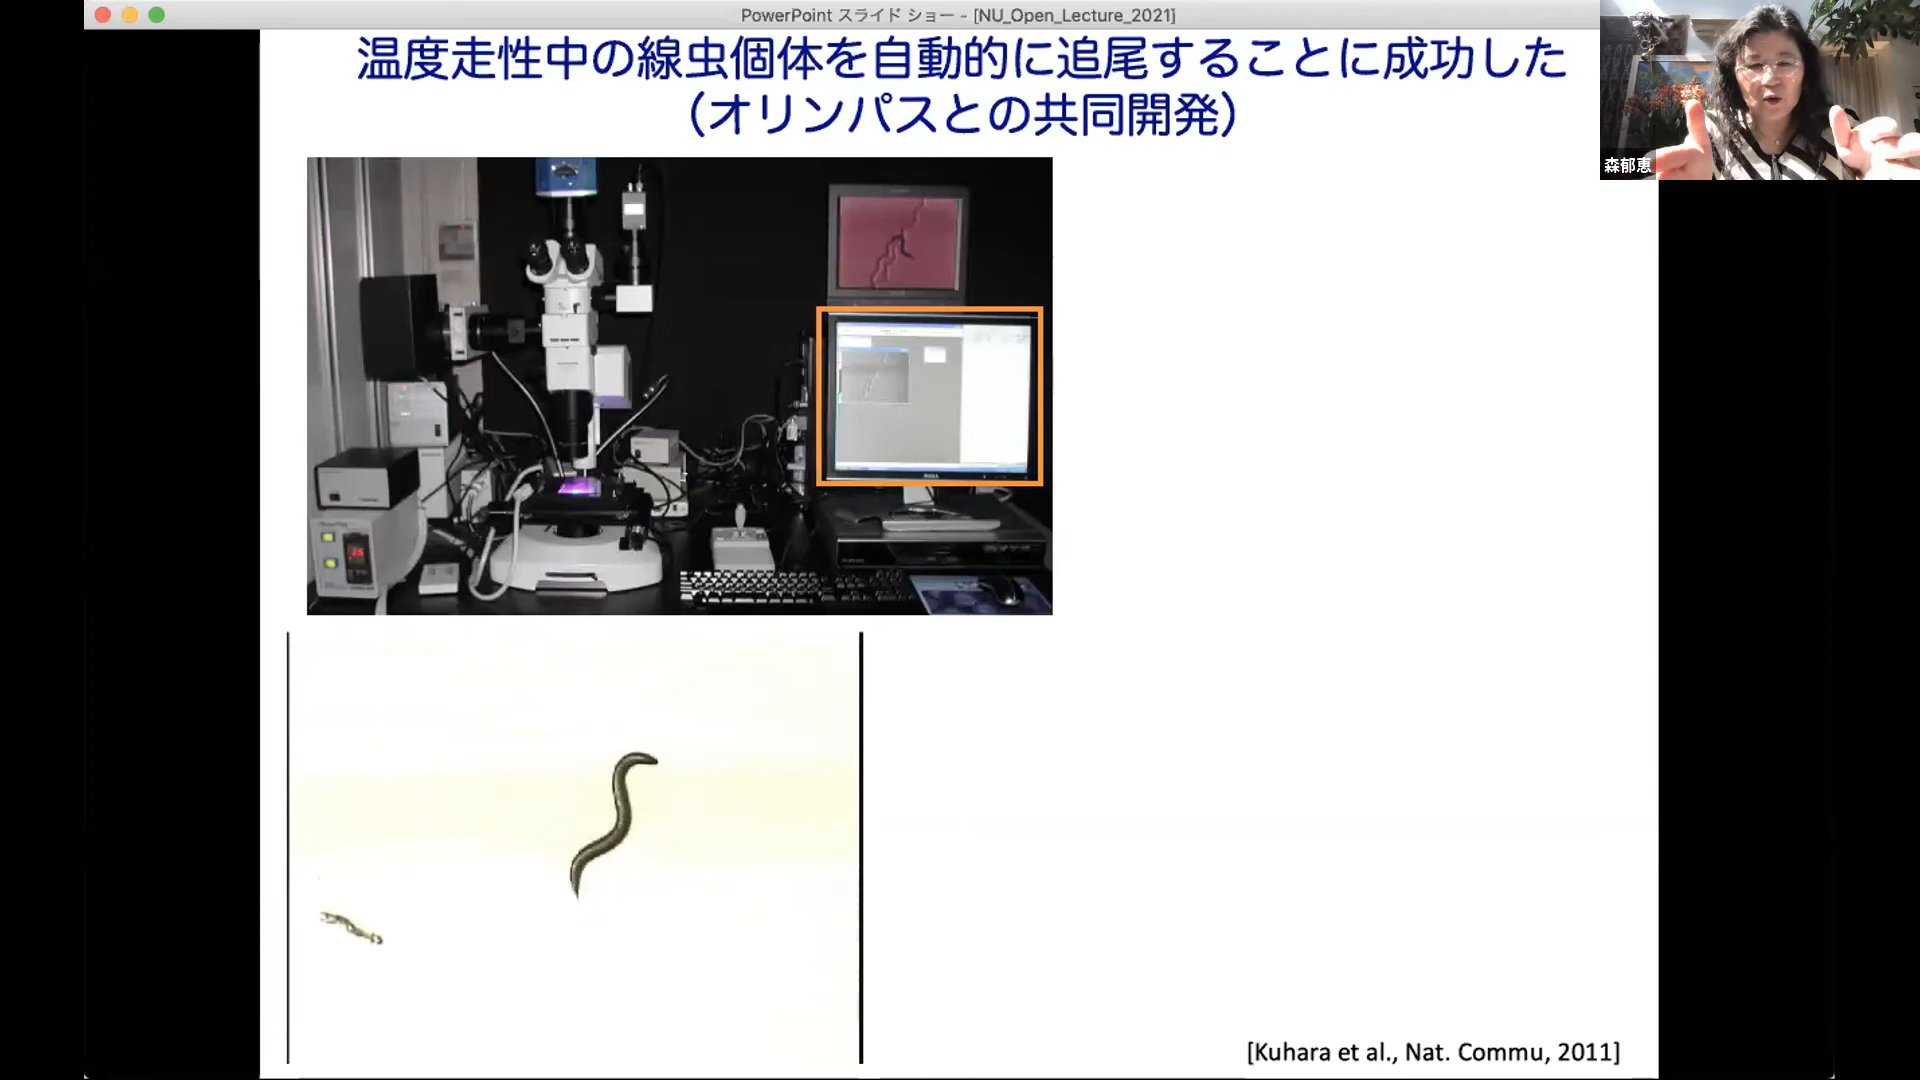 PowerPoint スライド ショー - [NU_Open_Lecture_2021]
温度走性中の線虫個体を自動的に追尾することに成功した
（オリンパスとの共同開発）
森郁恵
[Kuhara et al., Nat. Commu, 2011]